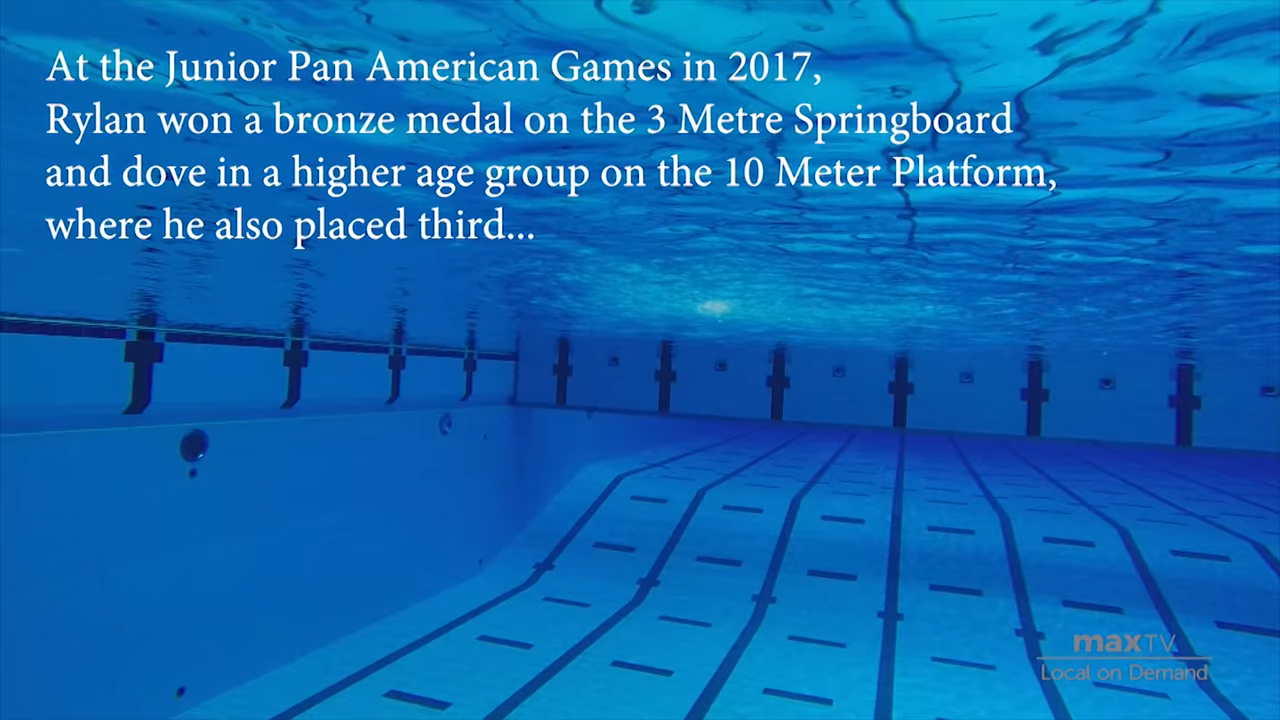 At the Junior Pan American Games in 2017,
Rylan won a bronze medal on the 3 Metre Springboard
and dove in a higher age group on the 10 Meter Platform,
where he also placed third...
maxTV
Local on Demand